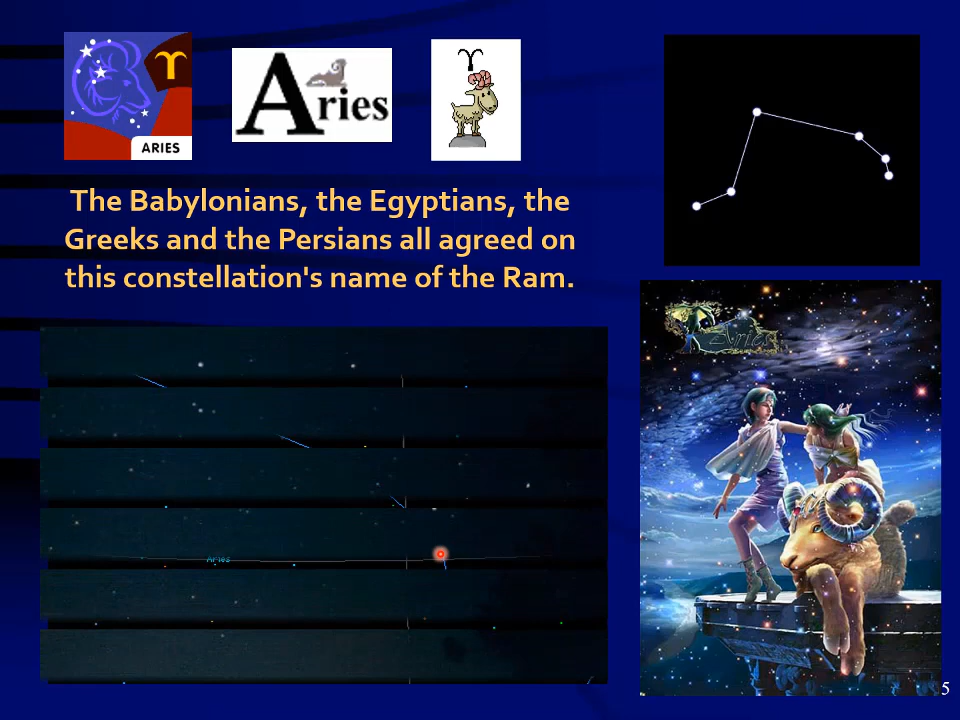 ARIES
Aries
The Babylonians, the Egyptians, the
Greeks and the Persians all agreed on
this constellation's name of the Ram.
Aries
Aries
5